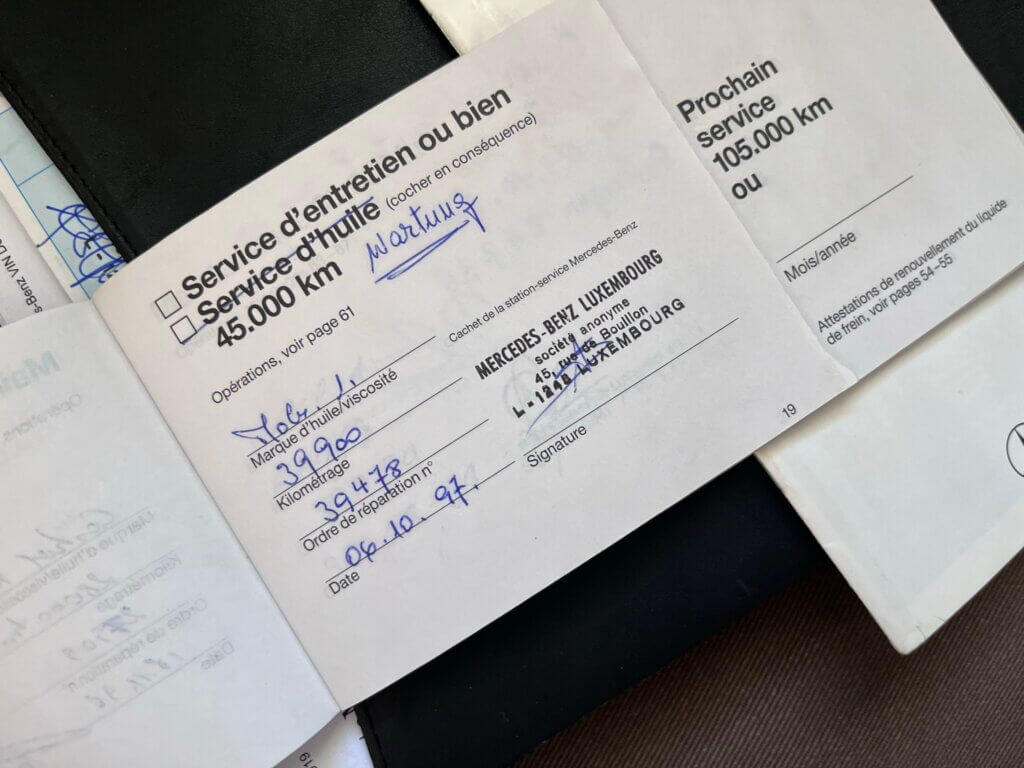 Service d'entretien ou bien
Service d'huile (cocher en conséquence)
45.000 km
Wartung
Opérations, voir page 61
Cachet de la station-service Mercedes-Benz
MERCEDES-BENZ LUXEMBOURG
société anonyme
45, rue de Bouillon
L - 1248 LUXEMBOURG
Marque d'huile/viscosité
39900
Kilométrage
39478
Ordre de réparation n°
06.10.97.
Date
Signature
19
Prochain
service
105.000 km
ou
Mois/année
Attestations de renouvellement du liquide
de frein, voir pages 54–55